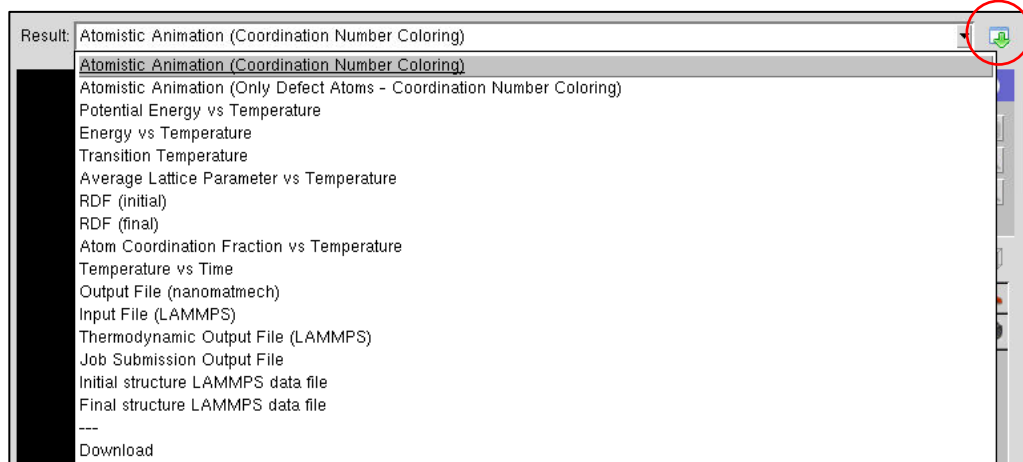 Result: Atomistic Animation (Coordination Number Coloring)
Atomistic Animation (Coordination Number Coloring)
Atomistic Animation (Only Defect Atoms - Coordination Number Coloring)
Potential Energy vs Temperature
Energy vs Temperature
Transition Temperature
Average Lattice Parameter vs Temperature
RDF (initial)
RDF (final)
Atom Coordination Fraction vs Temperature
Temperature vs Time
Output File (nanomatmech)
Input File (LAMMPS)
Thermodynamic Output File (LAMMPS)
Job Submission Output File
Initial structure LAMMPS data file
Final structure LAMMPS data file
---
Download